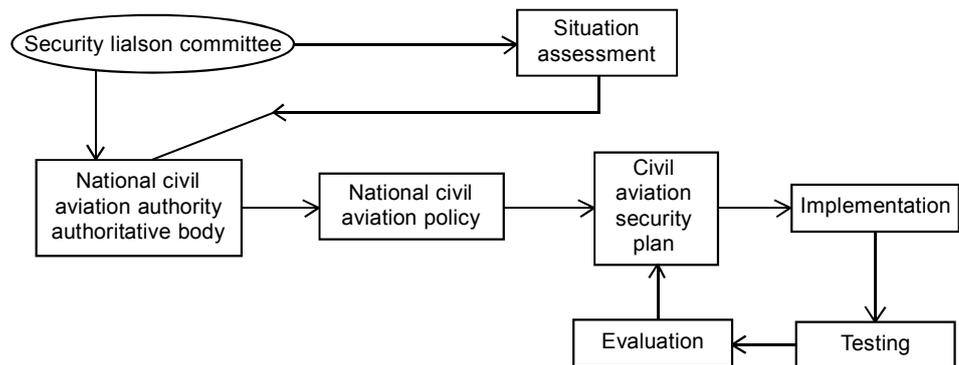 Security lialson committee
Situation
assessment
National civil
aviation authority
authoritative body
National civil
aviation policy
Civil
aviation
security
plan
Implementation
Evaluation
Testing